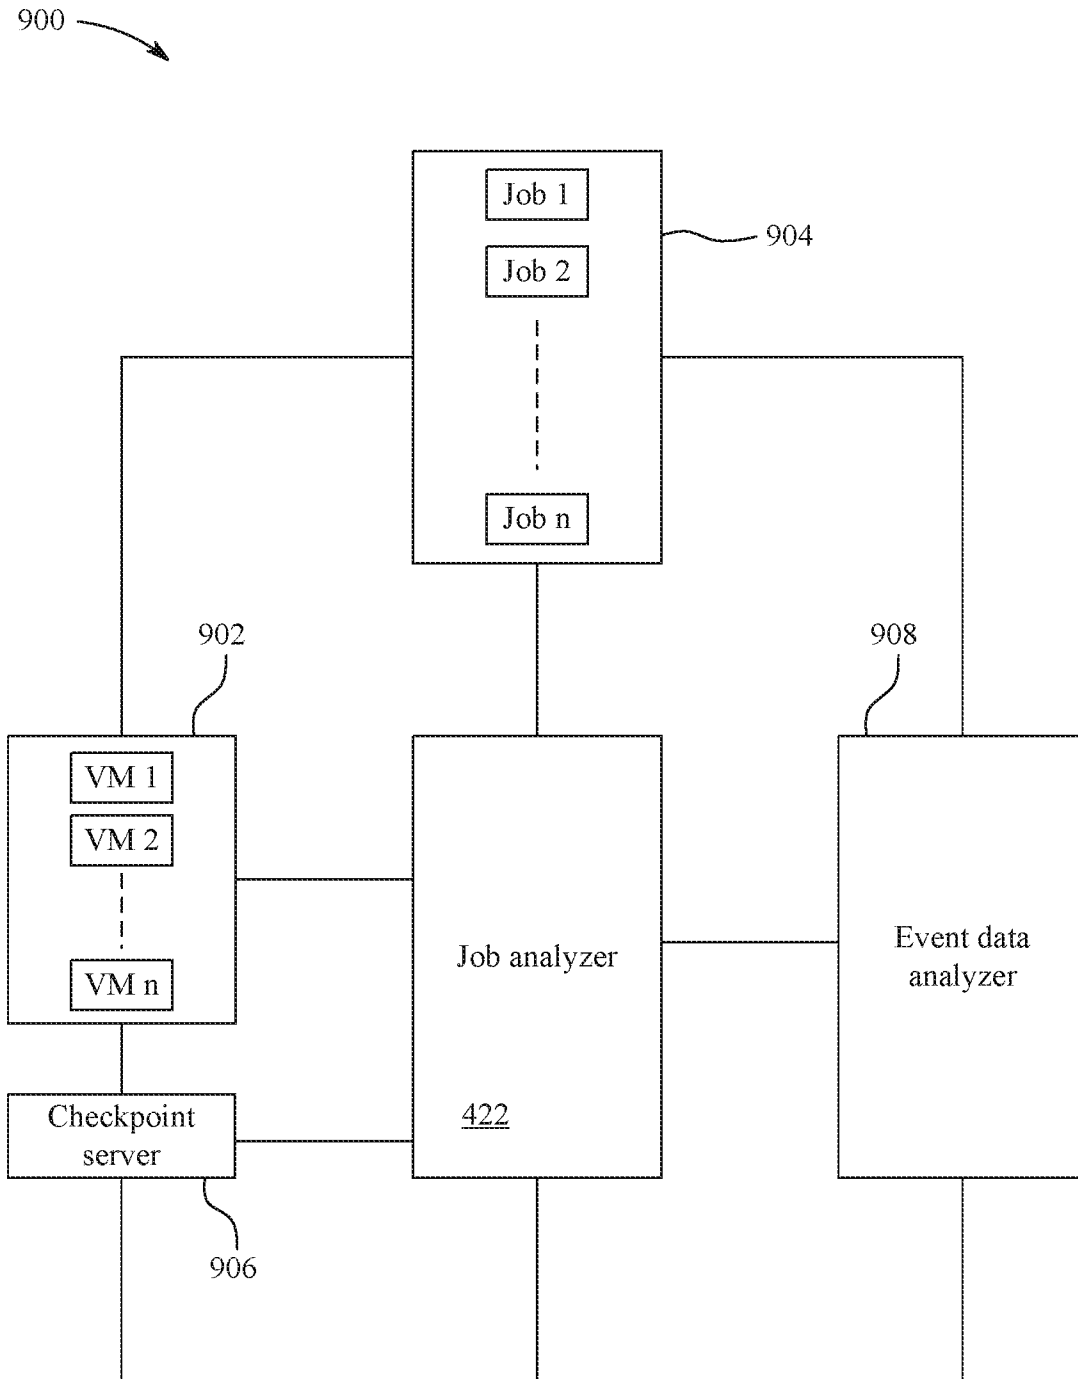 900
Job 1
904
Job 2
Job n
902
908
VM 1
VM 2
VM n
Job analyzer
422
Event data
analyzer
Checkpoint
server
906